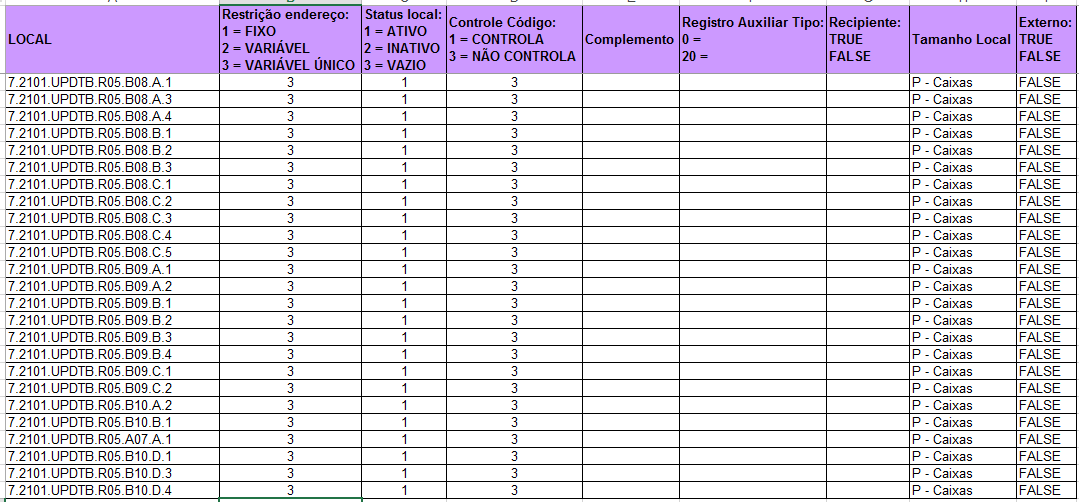 LOCAL Restrição endereço: 1 = FIXO 2 = VARIÁVEL 3 = VARIÁVEL ÚNICO Status local: 1 = ATIVO 2 = INATIVO 3 = VAZIO Controle Código: 1 = CONTROLA 3 = NÃO CONTROLA Complemento Registro Auxiliar Tipo: 0 = 20 = Recipiente: TRUE FALSE Tamanho Local Externo: TRUE FALSE
7.2101.UPDTB.R05.B08.A.1 3 1 3 P - Caixas FALSE
7.2101.UPDTB.R05.B08.A.3 3 1 3 P - Caixas FALSE
7.2101.UPDTB.R05.B08.A.4 3 1 3 P - Caixas FALSE
7.2101.UPDTB.R05.B08.B.1 3 1 3 P - Caixas FALSE
7.2101.UPDTB.R05.B08.B.2 3 1 3 P - Caixas FALSE
7.2101.UPDTB.R05.B08.B.3 3 1 3 P - Caixas FALSE
7.2101.UPDTB.R05.B08.C.1 3 1 3 P - Caixas FALSE
7.2101.UPDTB.R05.B08.C.2 3 1 3 P - Caixas FALSE
7.2101.UPDTB.R05.B08.C.3 3 1 3 P - Caixas FALSE
7.2101.UPDTB.R05.B08.C.4 3 1 3 P - Caixas FALSE
7.2101.UPDTB.R05.B08.C.5 3 1 3 P - Caixas FALSE
7.2101.UPDTB.R05.B09.A.1 3 1 3 P - Caixas FALSE
7.2101.UPDTB.R05.B09.A.2 3 1 3 P - Caixas FALSE
7.2101.UPDTB.R05.B09.B.1 3 1 3 P - Caixas FALSE
7.2101.UPDTB.R05.B09.B.2 3 1 3 P - Caixas FALSE
7.2101.UPDTB.R05.B09.B.3 3 1 3 P - Caixas FALSE
7.2101.UPDTB.R05.B09.B.4 3 1 3 P - Caixas FALSE
7.2101.UPDTB.R05.B09.C.1 3 1 3 P - Caixas FALSE
7.2101.UPDTB.R05.B09.C.2 3 1 3 P - Caixas FALSE
7.2101.UPDTB.R05.B10.A.2 3 1 3 P - Caixas FALSE
7.2101.UPDTB.R05.B10.B.1 3 1 3 P - Caixas FALSE
7.2101.UPDTB.R05.A07.A.1 3 1 3 P - Caixas FALSE
7.2101.UPDTB.R05.B10.D.1 3 1 3 P - Caixas FALSE
7.2101.UPDTB.R05.B10.D.3 3 1 3 P - Caixas FALSE
7.2101.UPDTB.R05.B10.D.4 3 1 3 P - Caixas FALSE